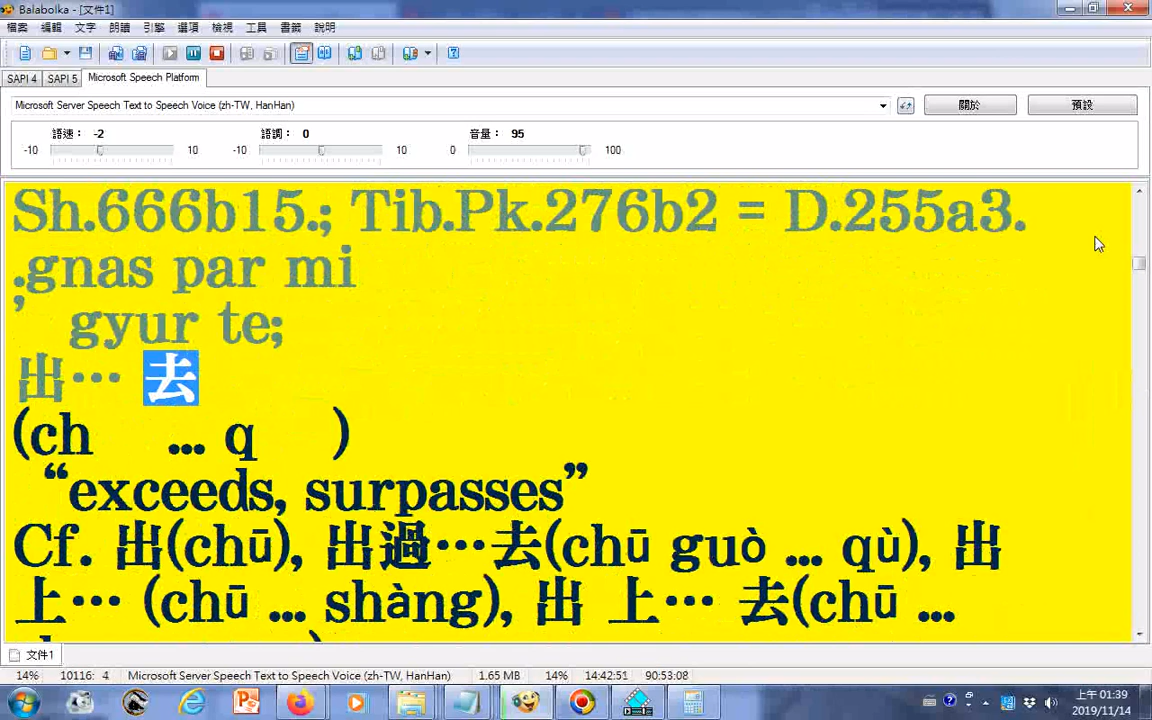 Balabolka - [文件1]
檔案 編輯 文字 朗讀 引擎 選項 檢視 工具 書籤 說明
SAPI 4 SAPI 5 Microsoft Speech Platform
Microsoft Server Speech Text to Speech Voice (zh-TW, HanHan)
關於 預設
語速： -2 語調： 0 音量： 95
-10 10 -10 10 0 100
Sh.666b15.; Tib.Pk.276b2 = D.255a3.
.gnas par mi
’ gyur te;
出… 去
(ch ... q )
“exceeds, surpasses”
Cf. 出(chū), 出過…去(chū guò ... qù), 出
上… (chū ... shàng), 出 上… 去(chū ...
文件1
14% 10116: 4 Microsoft Server Speech Text to Speech Voice (zh-TW, HanHan) 1.65 MB 14% 14:42:51 90:53:08
上午 01:39
2019/11/14